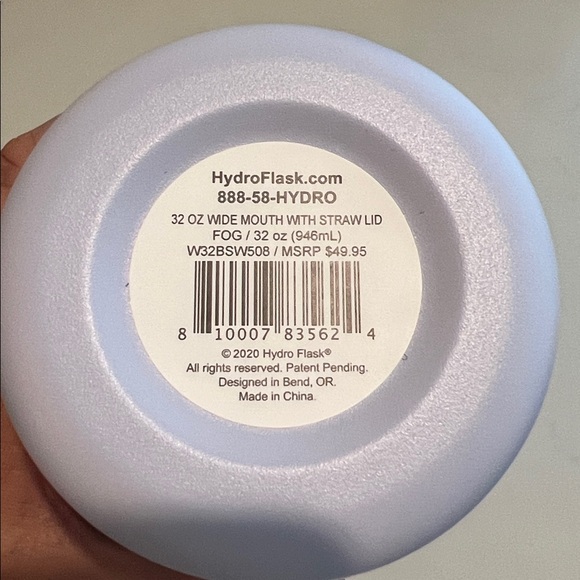 HydroFlask.com
888-58-HYDRO
32 OZ WIDE MOUTH WITH STRAW LID
FOG / 32 oz (946mL)
W32BSW508 / MSRP $49.95
8 10007 83562 4
© 2020 Hydro Flask®
All rights reserved. Patent Pending.
Designed in Bend, OR.
Made in China.